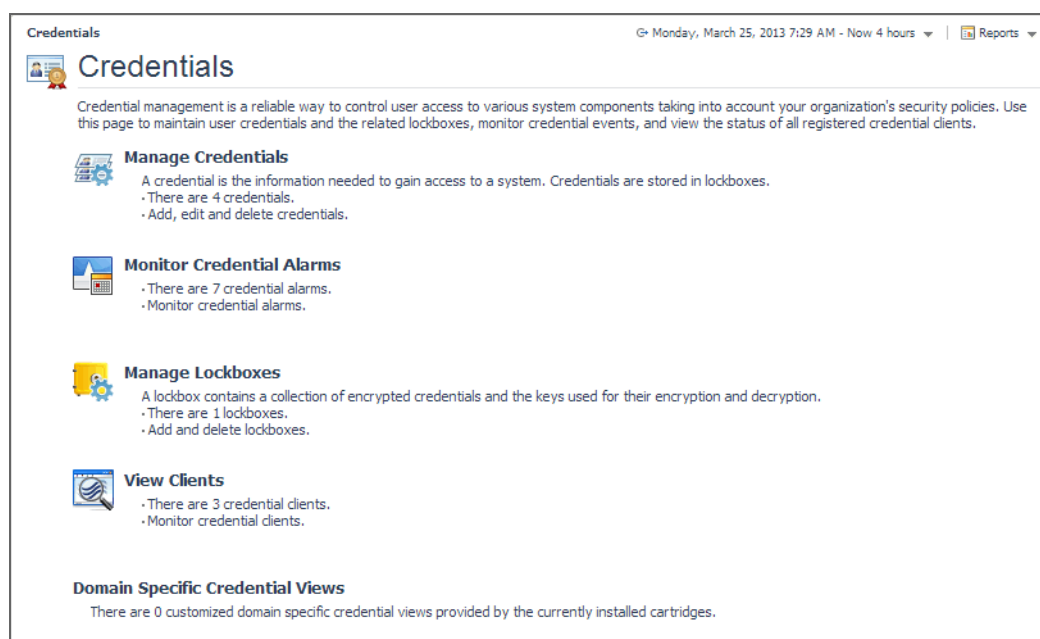 Credentials
Monday, March 25, 2013 7:29 AM - Now 4 hours
Reports
Credentials
Credential management is a reliable way to control user access to various system components taking into account your organization's security policies. Use
this page to maintain user credentials and the related lockboxes, monitor credential events, and view the status of all registered credential clients.
Manage Credentials
A credential is the information needed to gain access to a system. Credentials are stored in lockboxes.
· There are 4 credentials.
· Add, edit and delete credentials.
Monitor Credential Alarms
· There are 7 credential alarms.
· Monitor credential alarms.
Manage Lockboxes
A lockbox contains a collection of encrypted credentials and the keys used for their encryption and decryption.
· There are 1 lockboxes.
· Add and delete lockboxes.
View Clients
· There are 3 credential clients.
· Monitor credential clients.
Domain Specific Credential Views
There are 0 customized domain specific credential views provided by the currently installed cartridges.